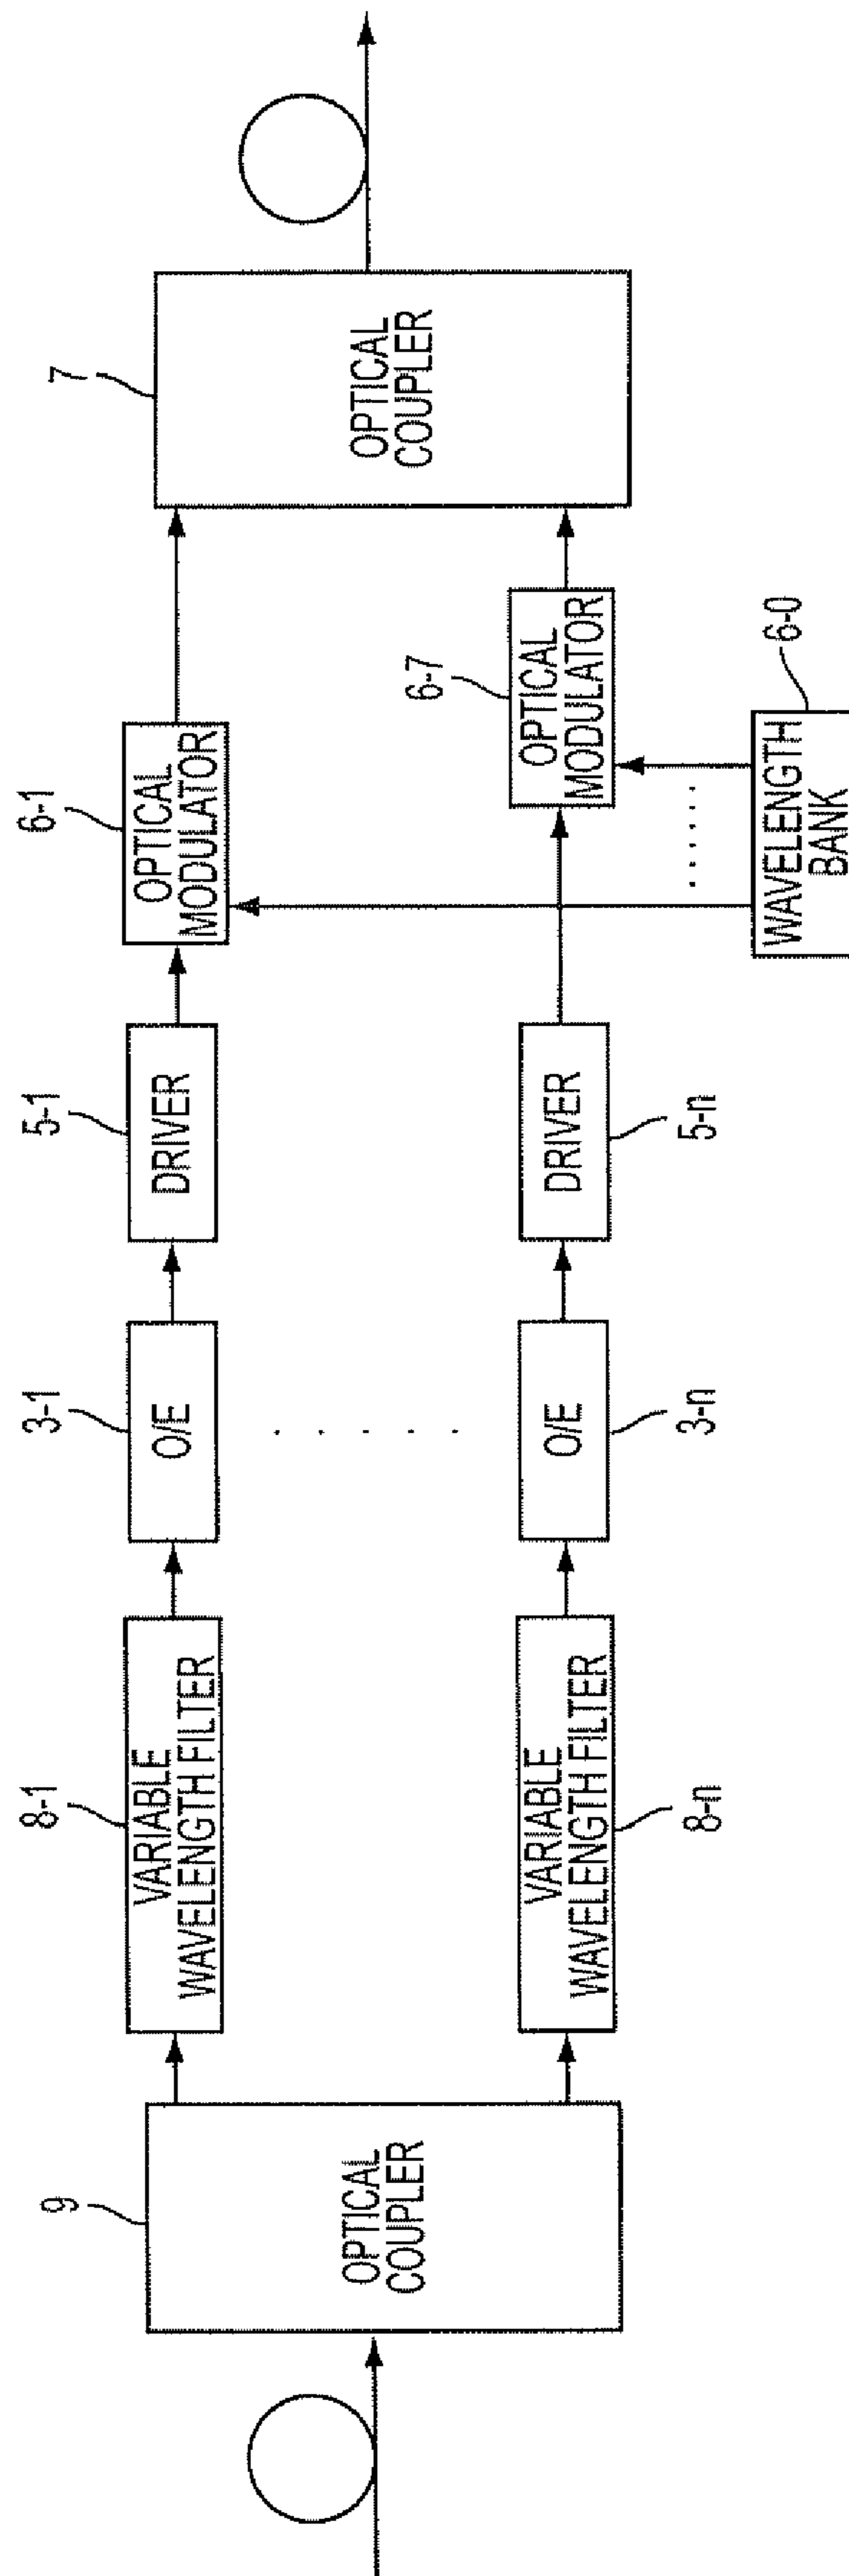 9
OPTICAL
COUPLER
8-1
VARIABLE
WAVELENGTH FILTER
3-1
O/E
5-1
DRIVER
6-1
OPTICAL
MODULATOR
7
OPTICAL
COUPLER
VARIABLE
WAVELENGTH FILTER
8-n
O/E
3-n
DRIVER
5-n
6-7
OPTICAL
MODULATOR
6-0
WAVELENGTH
BANK